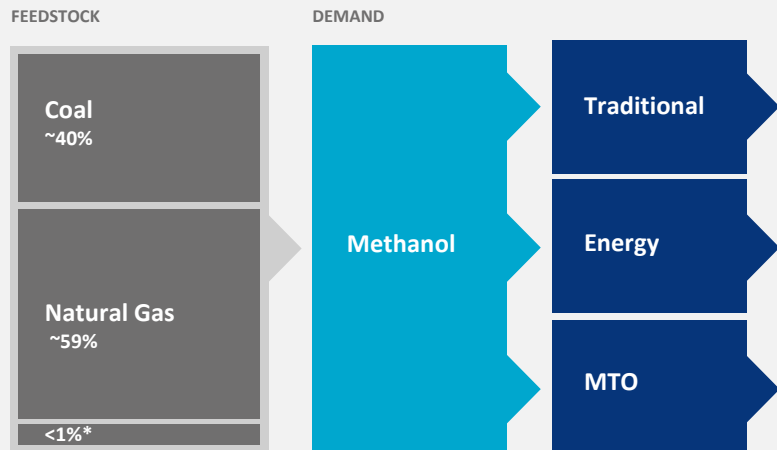 FEEDSTOCK
DEMAND
Coal
~40%
Natural Gas
~59%
<1%*
Methanol
Traditional
Energy
MTO